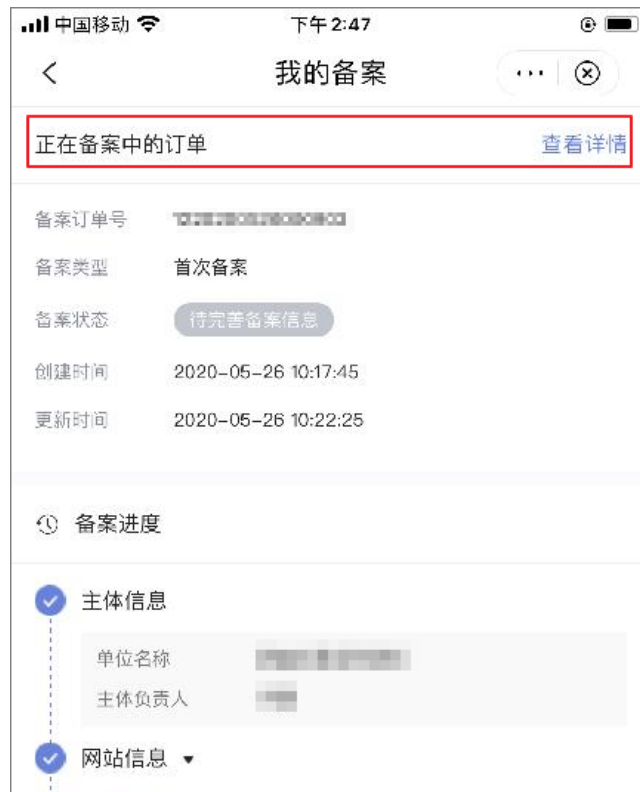 中国移动 下午2:47
我的备案
正在备案中的订单 查看详情
备案订单号
备案类型 首次备案
备案状态 待完善备案信息
创建时间 2020-05-26 10:17:45
更新时间 2020-05-26 10:22:25
备案进度
主体信息
单位名称
主体负责人
网站信息